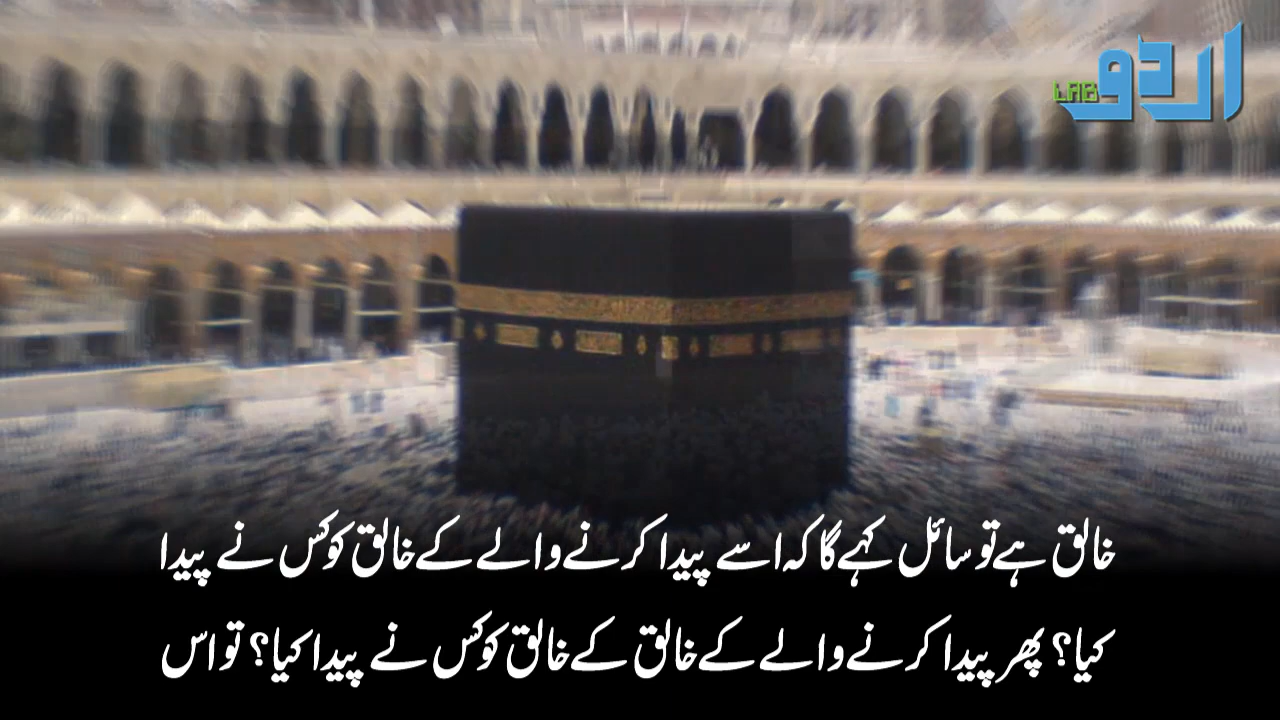 اردو
LAB
خالق ہے تو سائل کہے گا کہ اسے پیدا کرنے والے کے خالق کو کس نے پیدا
کیا؟ پھر پیدا کرنے والے کے خالق کے خالق کو کس نے پیدا کیا؟ تو اس